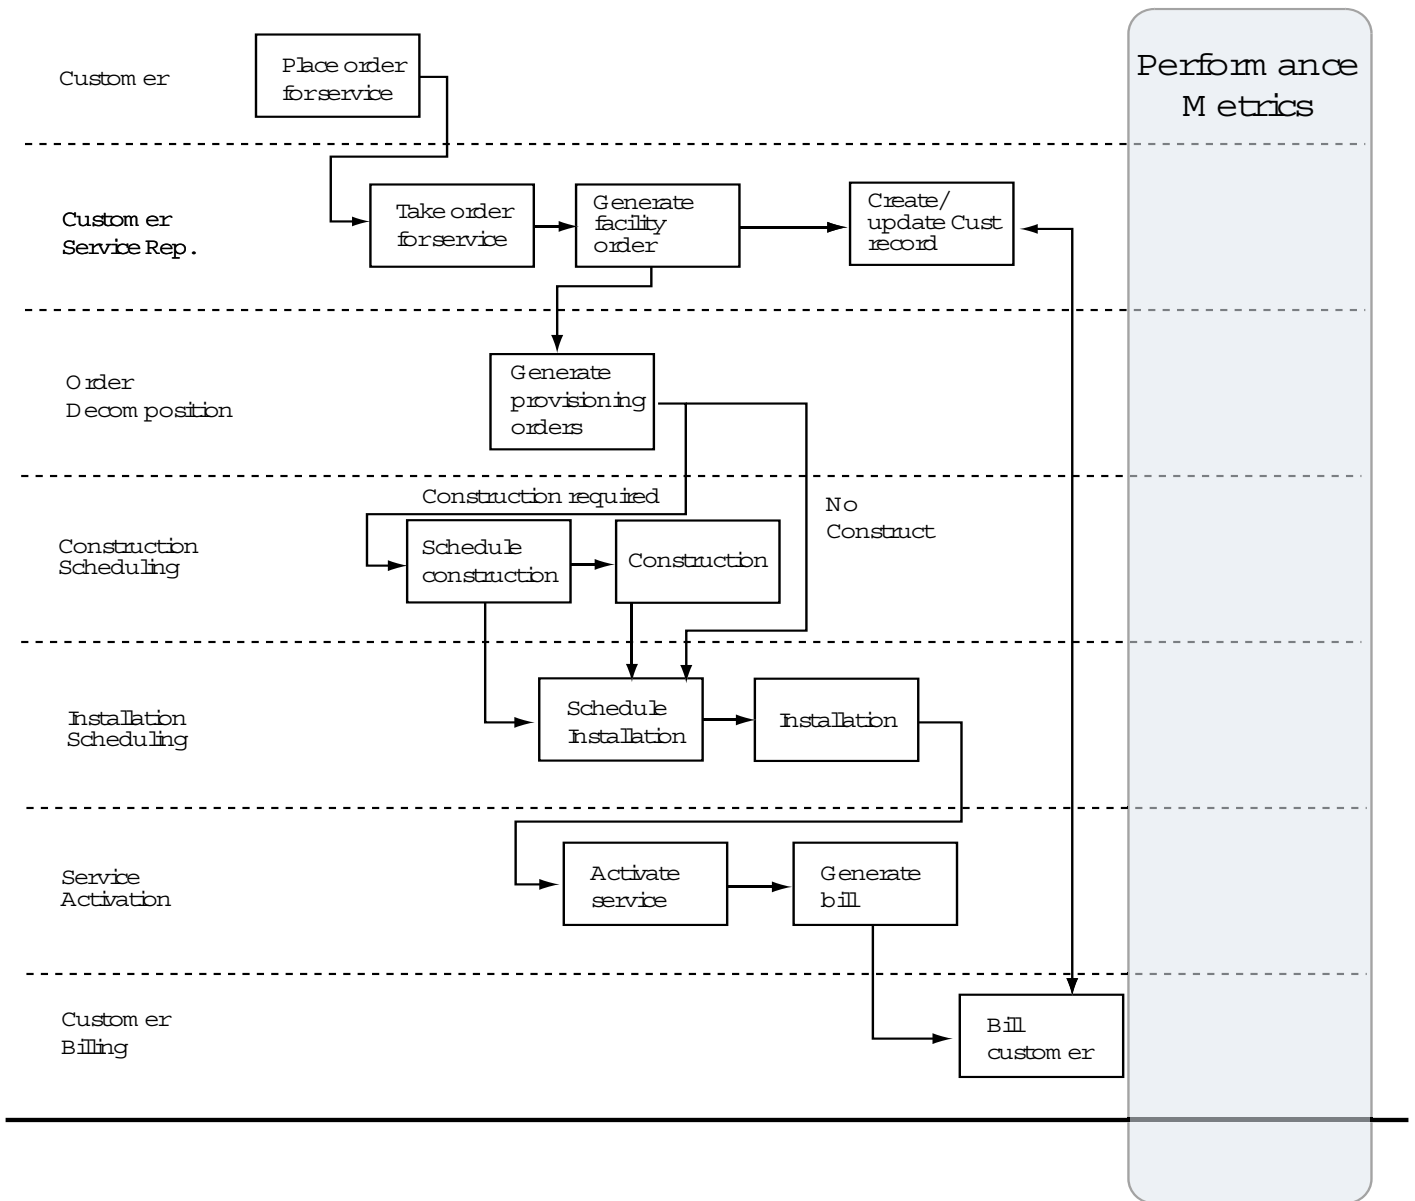 Customer
Place order
for service
Performance
Metrics
Customer
Service Rep.
Take order
for service
Generate
facility
order
Create/
update Cust
record
Order
Decomposition
Generate
provisioning
orders
Construction required
No
Construct
Construction
Scheduling
Schedule
construction
Construction
Installation
Scheduling
Schedule
Installation
Installation
Service
Activation
Activate
service
Generate
bill
Customer
Billing
Bill
customer